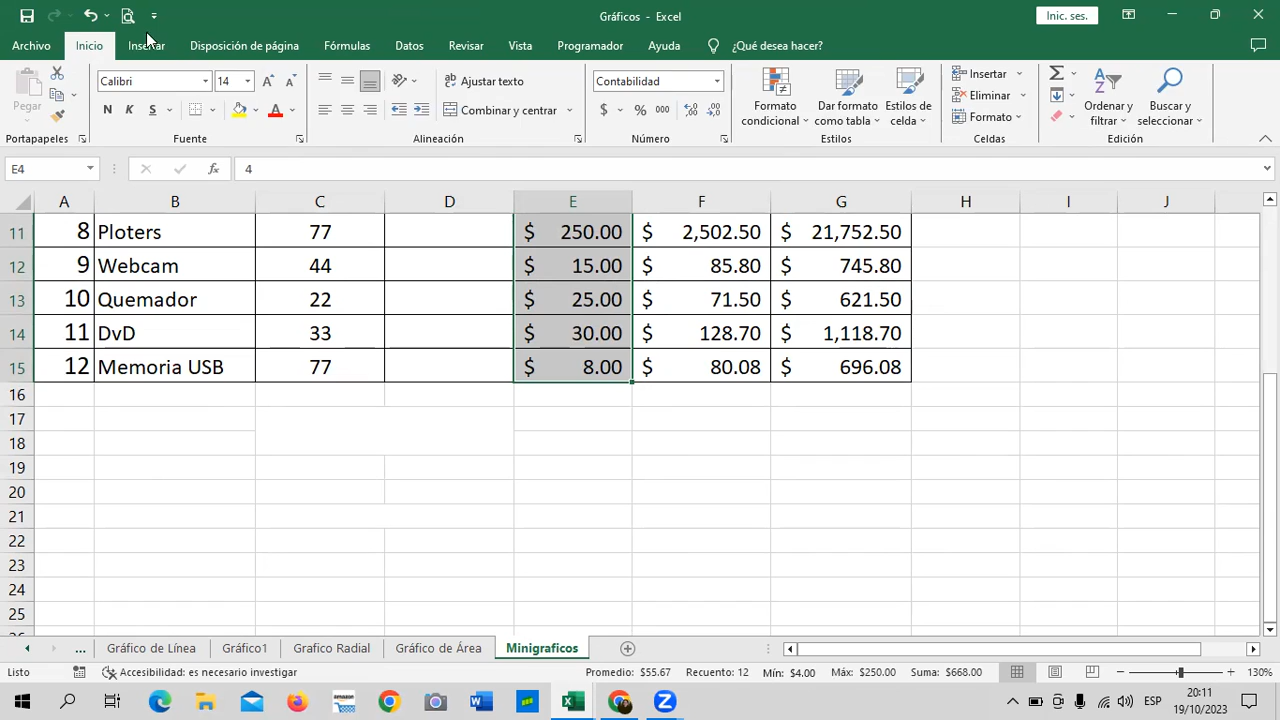 Gráficos - Excel
Inic. ses.
Archivo Inicio Insertar Disposición de página Fórmulas Datos Revisar Vista Programador Ayuda ¿Qué desea hacer?
Pegar
Portapapeles
Calibri 14
N K S
Fuente
Ajustar texto
Combinar y centrar
Alineación
Contabilidad
$ % 000
Número
Formato condicional
Dar formato como tabla
Estilos de celda
Estilos
Insertar
Eliminar
Formato
Celdas
Ordenar y filtrar
Buscar y seleccionar
Edición
E4 fx 4
A B C D E F G H I J
11 8 Ploters 77 $ 250.00 $ 2,502.50 $ 21,752.50
12 9 Webcam 44 $ 15.00 $ 85.80 $ 745.80
13 10 Quemador 22 $ 25.00 $ 71.50 $ 621.50
14 11 DvD 33 $ 30.00 $ 128.70 $ 1,118.70
15 12 Memoria USB 77 $ 8.00 $ 80.08 $ 696.08
16
17
18
19
20
21
22
23
24
25
... Gráfico de Línea Gráfico1 Grafico Radial Gráfico de Área Minigraficos
Listo Accesibilidad: es necesario investigar Promedio: $55.67 Recuento: 12 Mín: $4.00 Máx: $250.00 Suma: $668.00 130%
ESP
20:11
19/10/2023